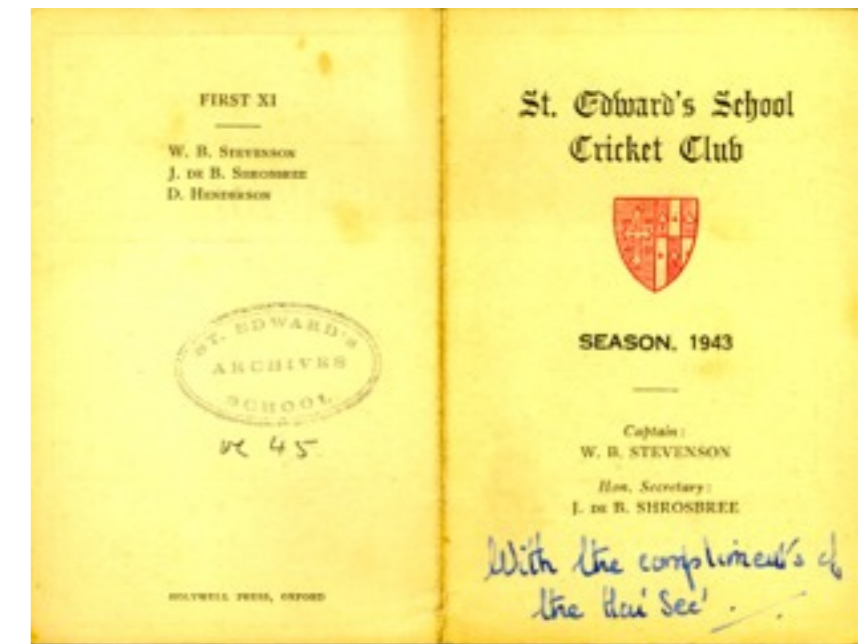 FIRST XI
W. B. STEVENSON
J. DE B. SHROSBREE
D. HENDERSON
ST. EDWARD'S
ARCHIVES
SCHOOL
45
HOLYWELL PRESS, OXFORD
St. Edward's School
Cricket Club
SEASON, 1943
Captain:
W. B. STEVENSON
Hon. Secretary:
J. DE B. SHROSBREE
With the compliments of
the Hon Sec'.